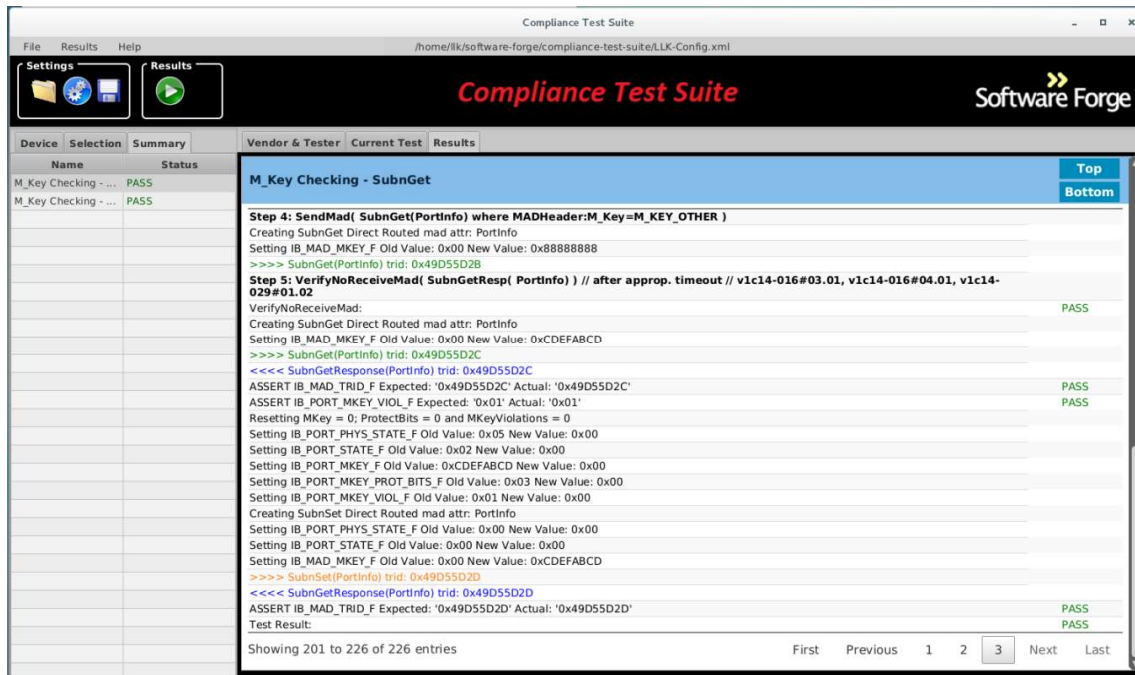 Compliance Test Suite
File Results Help /home/llk/software-forge/compliance-test-suite/LLK-Config.xml
Settings Results
Compliance Test Suite
Software Forge
Device Selection Summary
Vendor & Tester Current Test Results
Name Status
M_Key Checking - ... PASS
M_Key Checking - ... PASS
M_Key Checking - SubnGet
Top
Bottom
Step 4: SendMad( SubnGet(PortInfo) where MADHeader:M_Key=M_KEY_OTHER )
Creating SubnGet Direct Routed mad attr: PortInfo
Setting IB_MAD_MKEY_F Old Value: 0x00 New Value: 0x88888888
>>>> SubnGet(PortInfo) trid: 0x49D55D2B
Step 5: VerifyNoReceiveMad( SubnGetResp( PortInfo) ) // after approp. timeout // v1c14-016#03.01, v1c14-016#04.01, v1c14-
029#01.02
VerifyNoReceiveMad: PASS
Creating SubnGet Direct Routed mad attr: PortInfo
Setting IB_MAD_MKEY_F Old Value: 0x00 New Value: 0xCDEFABCD
>>>> SubnGet(PortInfo) trid: 0x49D55D2C
<<<< SubnGetResponse(PortInfo) trid: 0x49D55D2C
ASSERT IB_MAD_TRID_F Expected: '0x49D55D2C' Actual: '0x49D55D2C' PASS
ASSERT IB_PORT_MKEY_VIOL_F Expected: '0x01' Actual: '0x01' PASS
Resetting MKey = 0; ProtectBits = 0 and MKeyViolations = 0
Setting IB_PORT_PHYS_STATE_F Old Value: 0x05 New Value: 0x00
Setting IB_PORT_STATE_F Old Value: 0x02 New Value: 0x00
Setting IB_PORT_MKEY_F Old Value: 0xCDEFABCD New Value: 0x00
Setting IB_PORT_MKEY_PROT_BITS_F Old Value: 0x03 New Value: 0x00
Setting IB_PORT_MKEY_VIOL_F Old Value: 0x01 New Value: 0x00
Creating SubnSet Direct Routed mad attr: PortInfo
Setting IB_PORT_PHYS_STATE_F Old Value: 0x00 New Value: 0x00
Setting IB_PORT_STATE_F Old Value: 0x00 New Value: 0x00
Setting IB_MAD_MKEY_F Old Value: 0x00 New Value: 0xCDEFABCD
>>>> SubnSet(PortInfo) trid: 0x49D55D2D
<<<< SubnGetResponse(PortInfo) trid: 0x49D55D2D
ASSERT IB_MAD_TRID_F Expected: '0x49D55D2D' Actual: '0x49D55D2D' PASS
Test Result: PASS
Showing 201 to 226 of 226 entries First Previous 1 2 3 Next Last